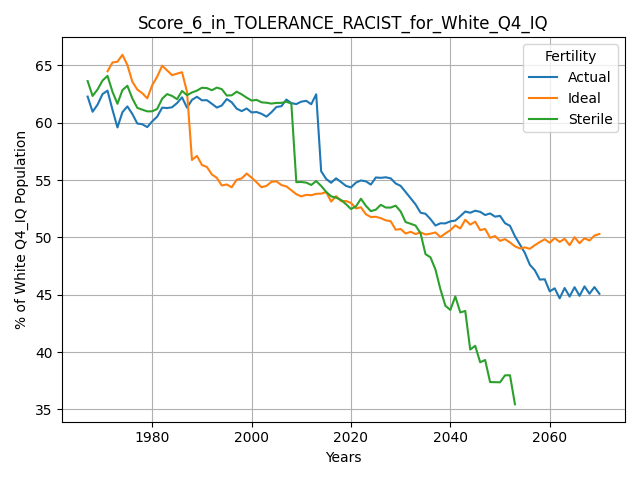 Score_6_in_TOLERANCE_RACIST_for_White_Q4_IQ
Fertility
Actual
Ideal
Sterile
% of White Q4_IQ Population
65
60
55
50
45
40
35
1980
2000
2020
2040
2060
Years